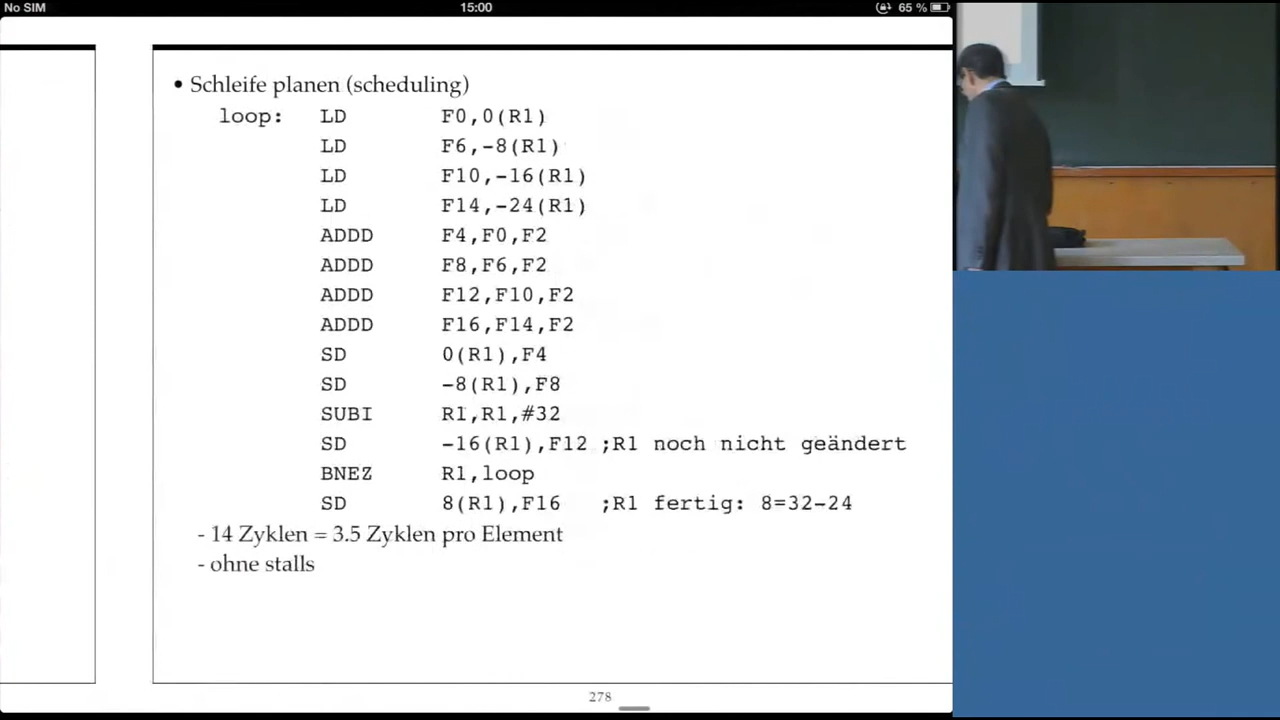 No SIM 15:00 65 %
• Schleife planen (scheduling)
loop: LD F0,0(R1)
LD F6,-8(R1)
LD F10,-16(R1)
LD F14,-24(R1)
ADDD F4,F0,F2
ADDD F8,F6,F2
ADDD F12,F10,F2
ADDD F16,F14,F2
SD 0(R1),F4
SD -8(R1),F8
SUBI R1,R1,#32
SD -16(R1),F12 ;R1 noch nicht geändert
BNEZ R1,loop
SD 8(R1),F16 ;R1 fertig: 8=32-24
- 14 Zyklen = 3.5 Zyklen pro Element
- ohne stalls
278